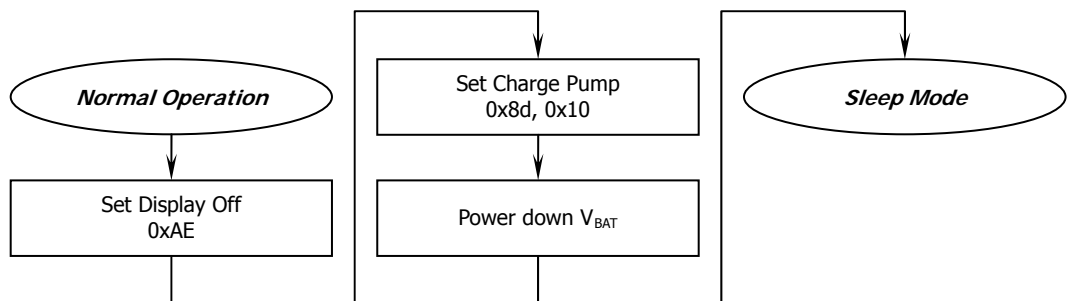 Normal Operation
Set Display Off
0xAE
Set Charge Pump
0x8d, 0x10
Power down VBAT
Sleep Mode